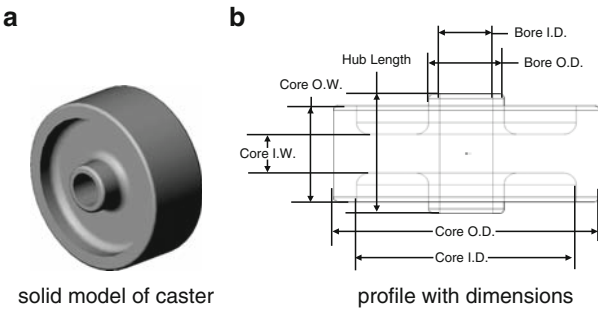 a
b
Bore I.D.
Hub Length
Bore O.D.
Core O.W.
Core I.W.
Core O.D.
Core I.D.
solid model of caster
profile with dimensions